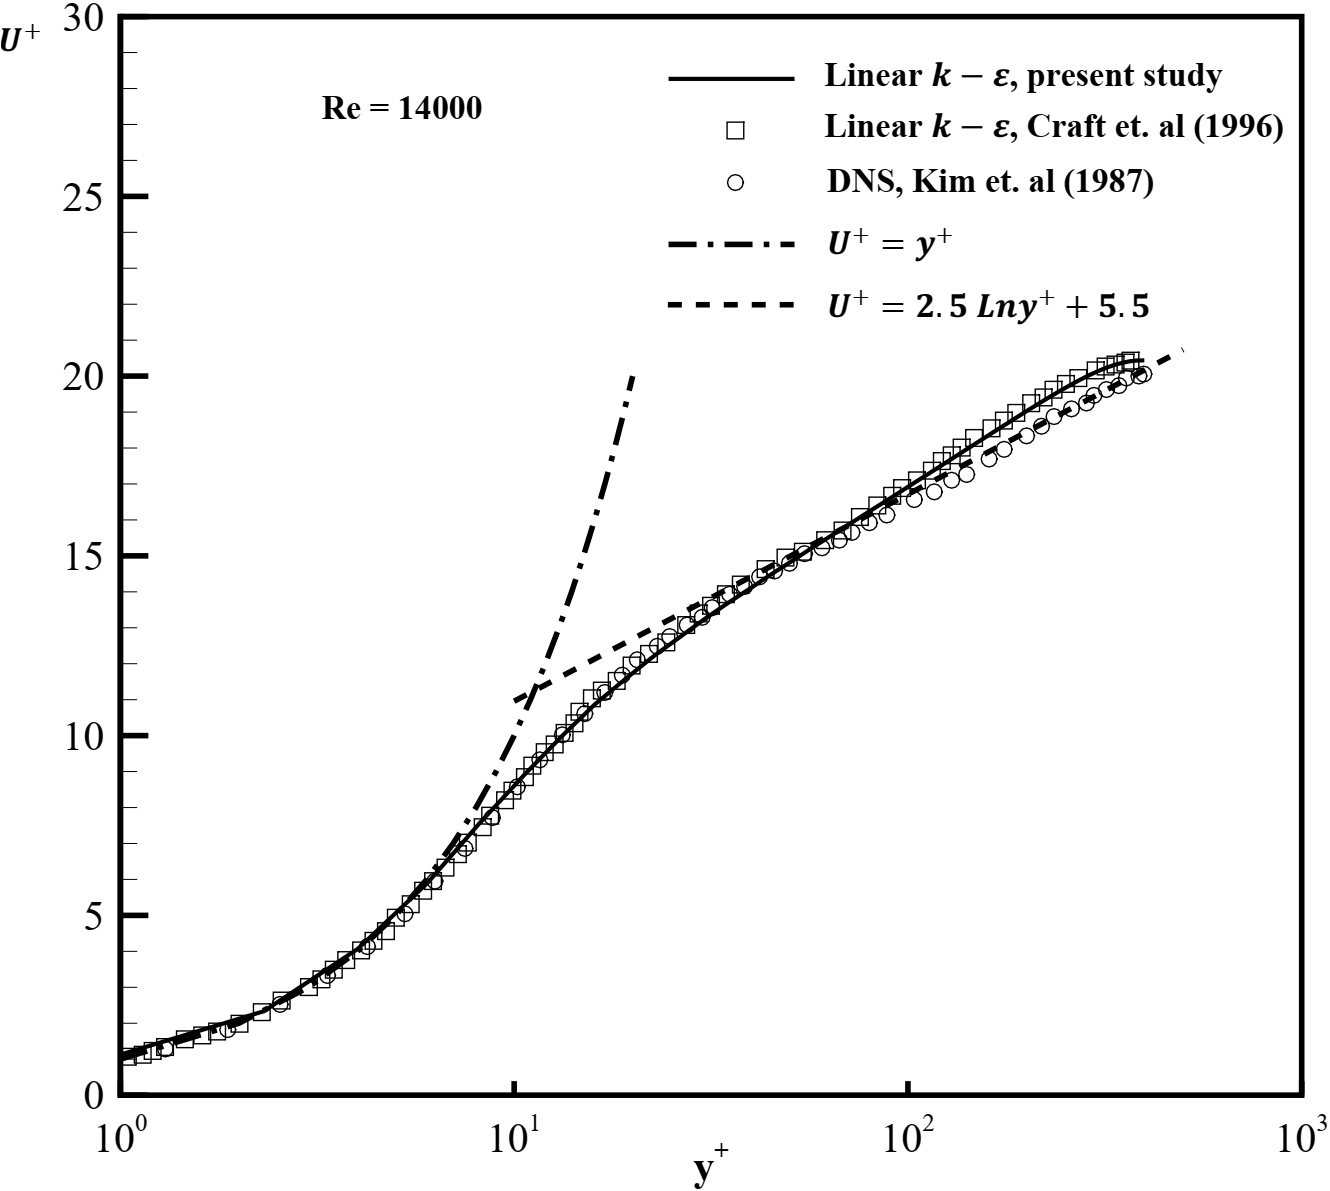 U⁺
30
25
20
15
10
5
0
Re = 14000
Linear k − ε, present study
Linear k − ε, Craft et. al (1996)
DNS, Kim et. al (1987)
U⁺ = y⁺
U⁺ = 2.5 Lny⁺ + 5.5
10⁰ 10¹ 10² 10³
y⁺